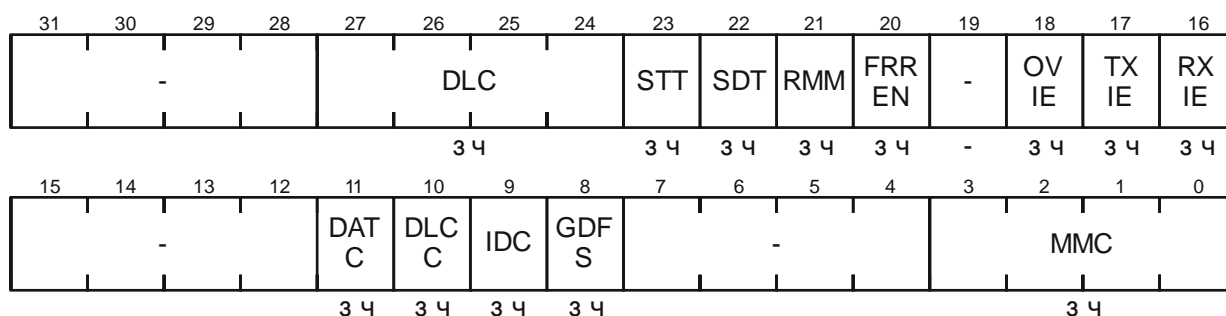 31 30 29 28 27 26 25 24 23 22 21 20 19 18 17 16
- DLC STT SDT RMM FRR EN - OV IE TX IE RX IE
з ч з ч з ч з ч з ч - з ч з ч з ч
15 14 13 12 11 10 9 8 7 6 5 4 3 2 1 0
- DAT C DLC C IDC GDF S - MMC
з ч з ч з ч з ч з ч